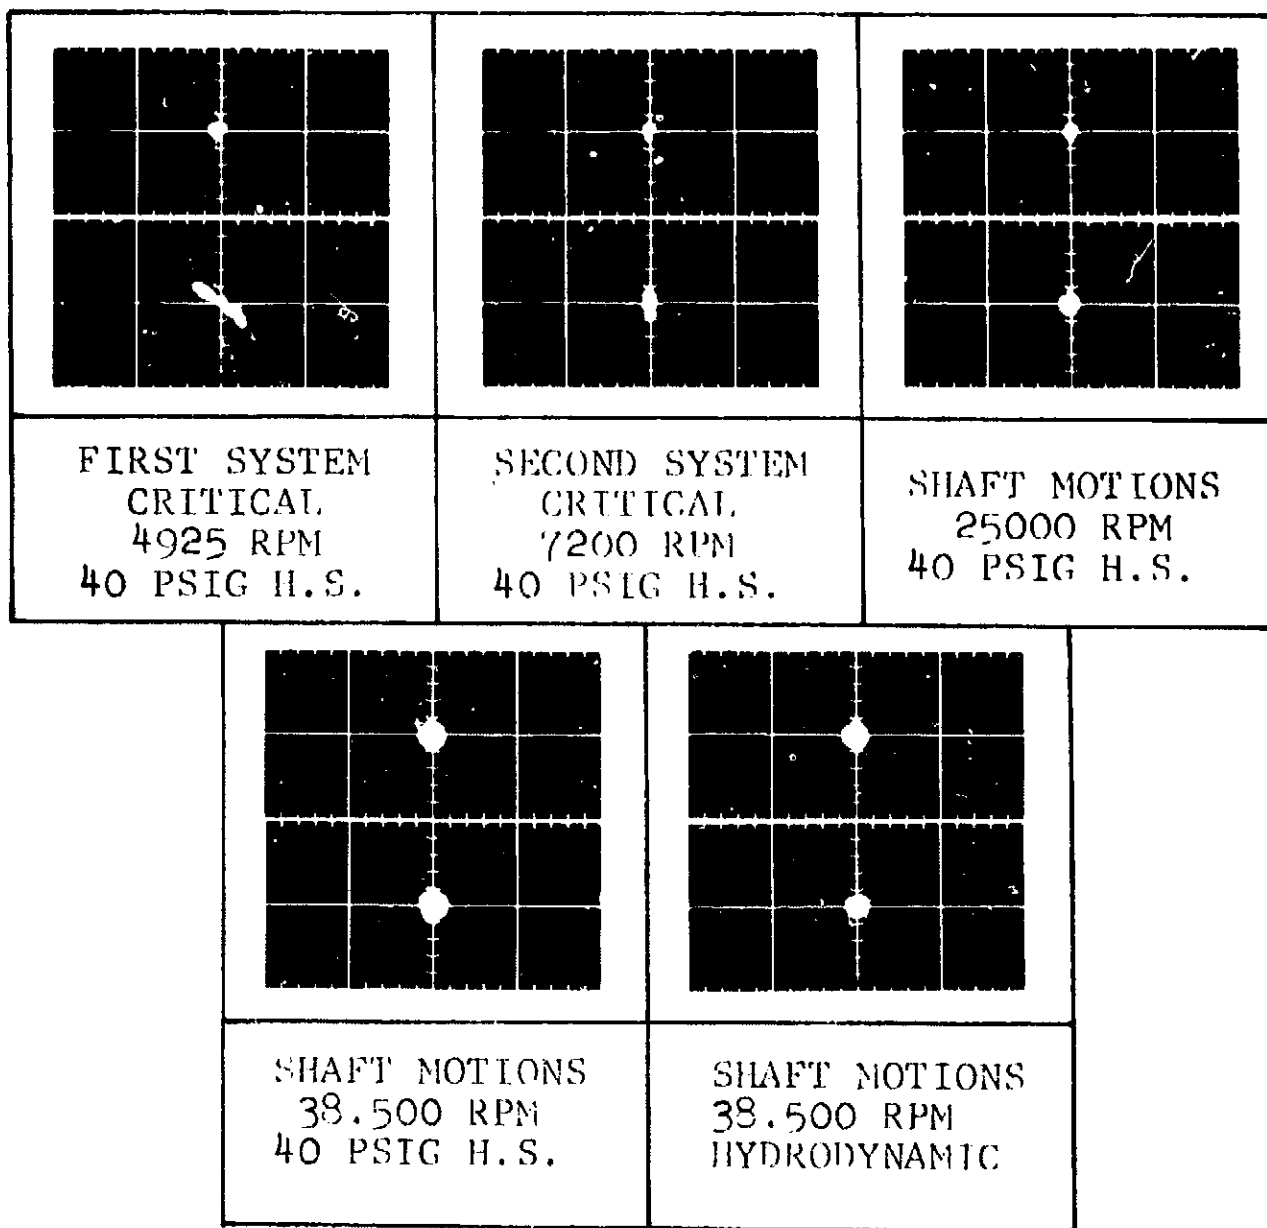 FIRST SYSTEM
CRITICAL
4925 RPM
40 PSIG H.S.
SECOND SYSTEM
CRITICAL
7200 RPM
40 PSIG H.S.
SHAFT MOTIONS
25000 RPM
40 PSIG H.S.
SHAFT MOTIONS
38.500 RPM
40 PSIG H.S.
SHAFT MOTIONS
38.500 RPM
HYDRODYNAMIC